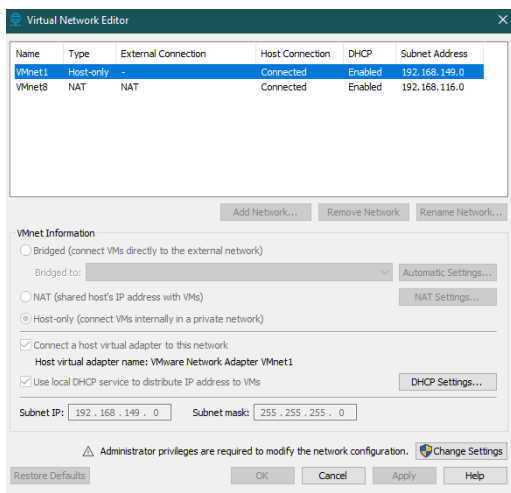 Virtual Network Editor
Name Type External Connection Host Connection DHCP Subnet Address
VMnet1 Host-only - Connected Enabled 192.168.149.0
VMnet8 NAT NAT Connected Enabled 192.168.116.0
Add Network... Remove Network Rename Network...
VMnet Information
Bridged (connect VMs directly to the external network)
Bridged to: Automatic Settings...
NAT (shared host's IP address with VMs) NAT Settings...
Host-only (connect VMs internally in a private network)
Connect a host virtual adapter to this network
Host virtual adapter name: VMware Network Adapter VMnet1
Use local DHCP service to distribute IP address to VMs DHCP Settings...
Subnet IP: 192 . 168 . 149 . 0 Subnet mask: 255 . 255 . 255 . 0
Administrator privileges are required to modify the network configuration. Change Settings
Restore Defaults OK Cancel Apply Help